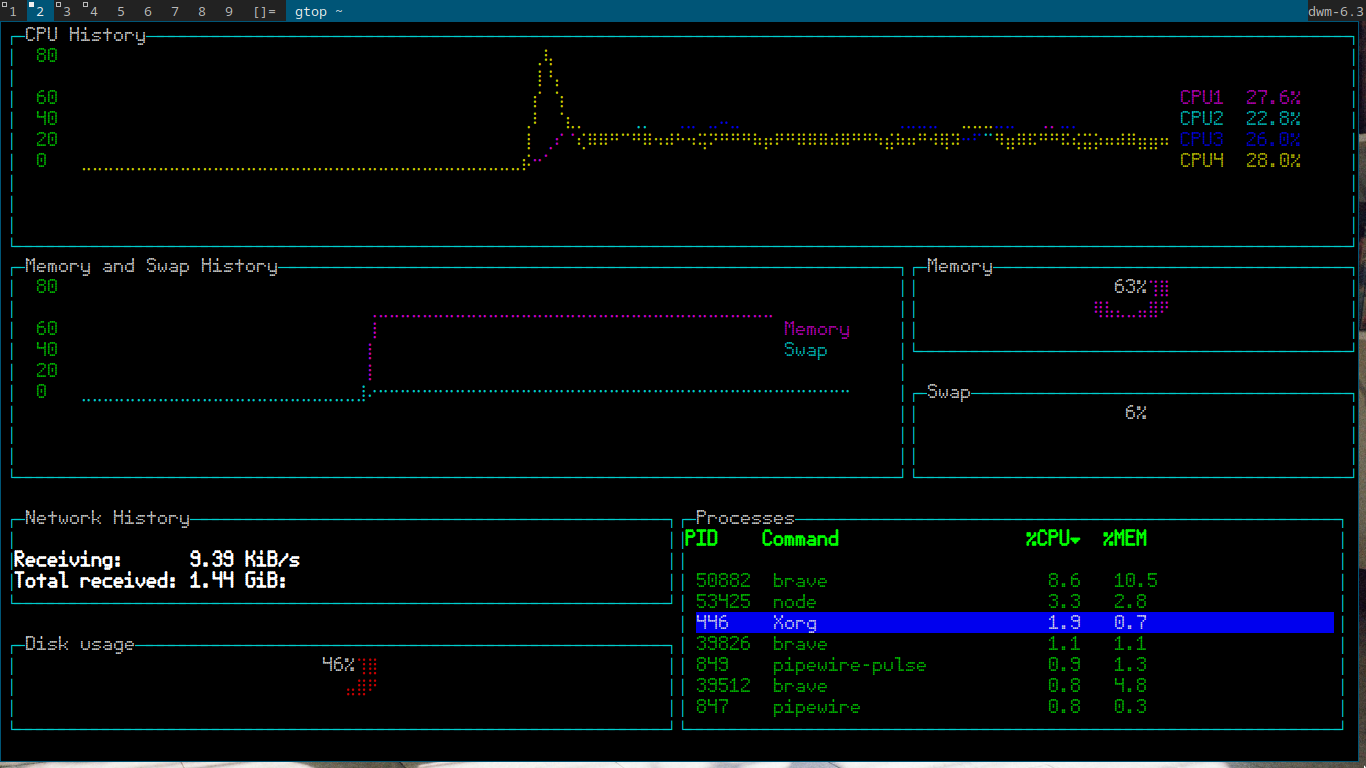 1 2 3 4 5 6 7 8 9 []= gtop ~ dwm-6.3
CPU History
80
60
40
20
0
CPU1 27.6%
CPU2 22.8%
CPU3 26.0%
CPU4 28.0%
Memory and Swap History
80
60
40
20
0
Memory
Swap
Memory
63%
Swap
6%
Network History
Receiving: 9.39 KiB/s
Total received: 1.44 GiB:
Disk usage
46%
Processes
PID Command %CPU▼ %MEM
50882 brave 8.6 10.5
53425 node 3.3 2.8
446 Xorg 1.9 0.7
39826 brave 1.1 1.1
849 pipewire-pulse 0.9 1.3
39512 brave 0.8 4.8
847 pipewire 0.8 0.3